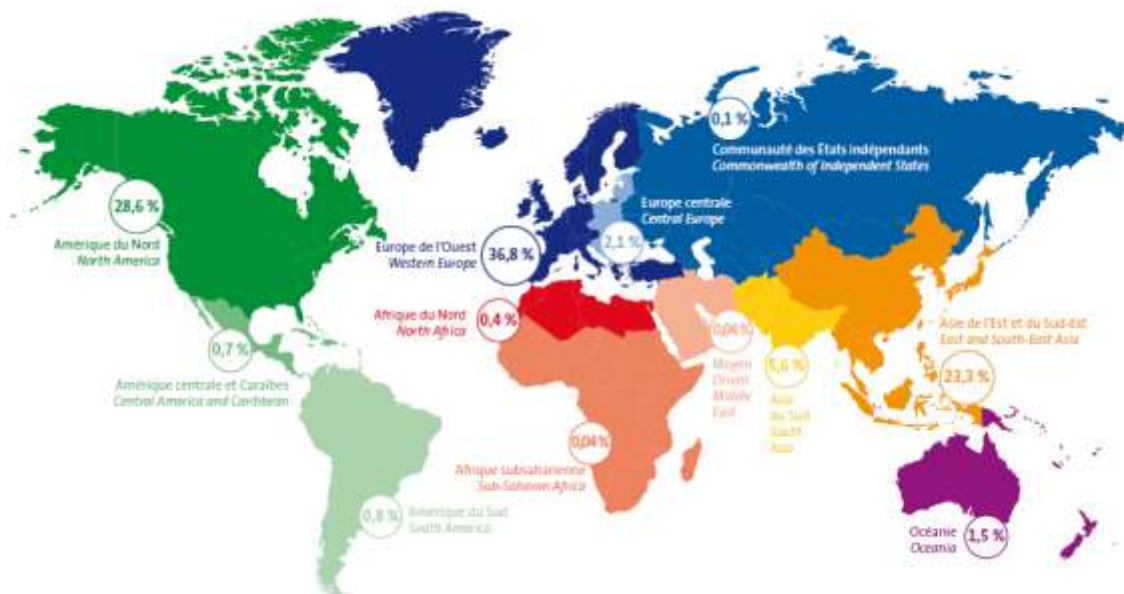 0,1 %
Communauté des États indépendants
Commonwealth of Independent States
28,6 %
Amérique du Nord
North America
Europe centrale
Central Europe
2,1 %
Europe de l'Ouest
Western Europe
36,8 %
Afrique du Nord
North Africa
0,4 %
0,7 %
Amérique centrale et Caraïbes
Central America and Caribbean
0,04 %
Moyen
Orient
Middle
East
5,6 %
Asie
du Sud
South
Asia
Asie de l'Est et du Sud-Est
East and South-East Asia
23,3 %
0,04 %
Afrique subsaharienne
Sub-Saharan Africa
0,8 %
Amérique du Sud
South America
Océanie
Oceania
1,5 %